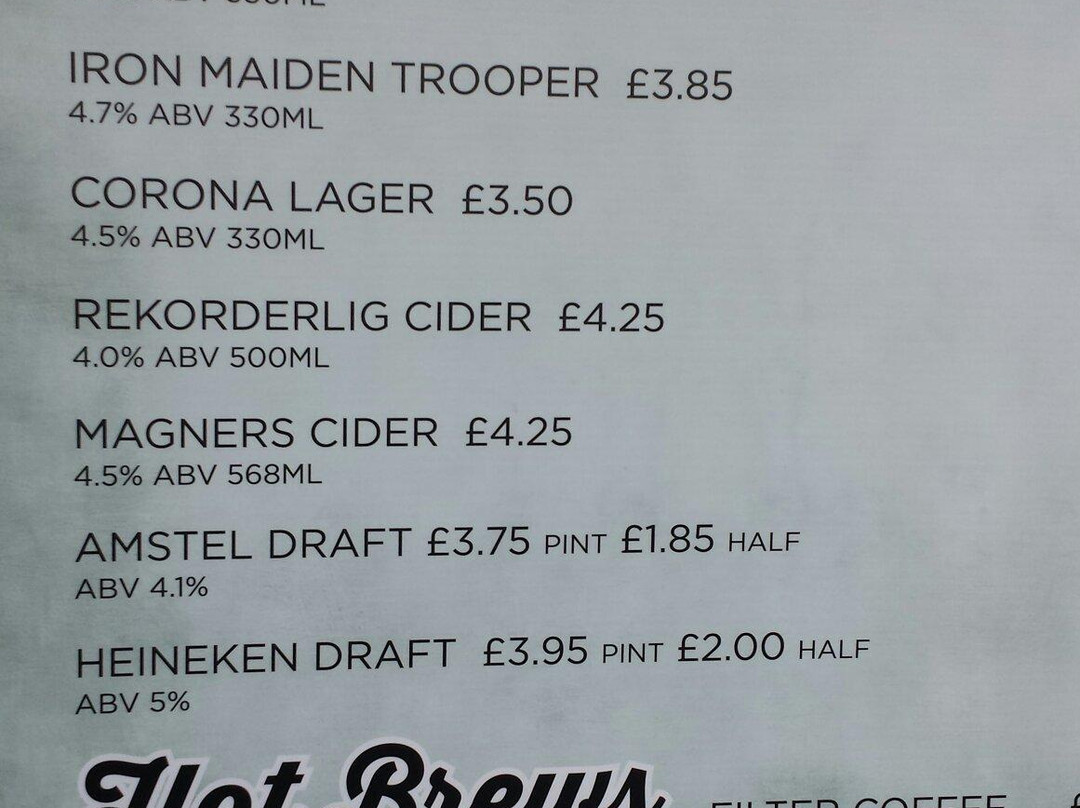 IRON MAIDEN TROOPER £3.85
4.7% ABV 330ML
CORONA LAGER £3.50
4.5% ABV 330ML
REKORDERLIG CIDER £4.25
4.0% ABV 500ML
MAGNERS CIDER £4.25
4.5% ABV 568ML
AMSTEL DRAFT £3.75 PINT £1.85 HALF
ABV 4.1%
HEINEKEN DRAFT £3.95 PINT £2.00 HALF
ABV 5%
Hot Brews FILTER COFFEE